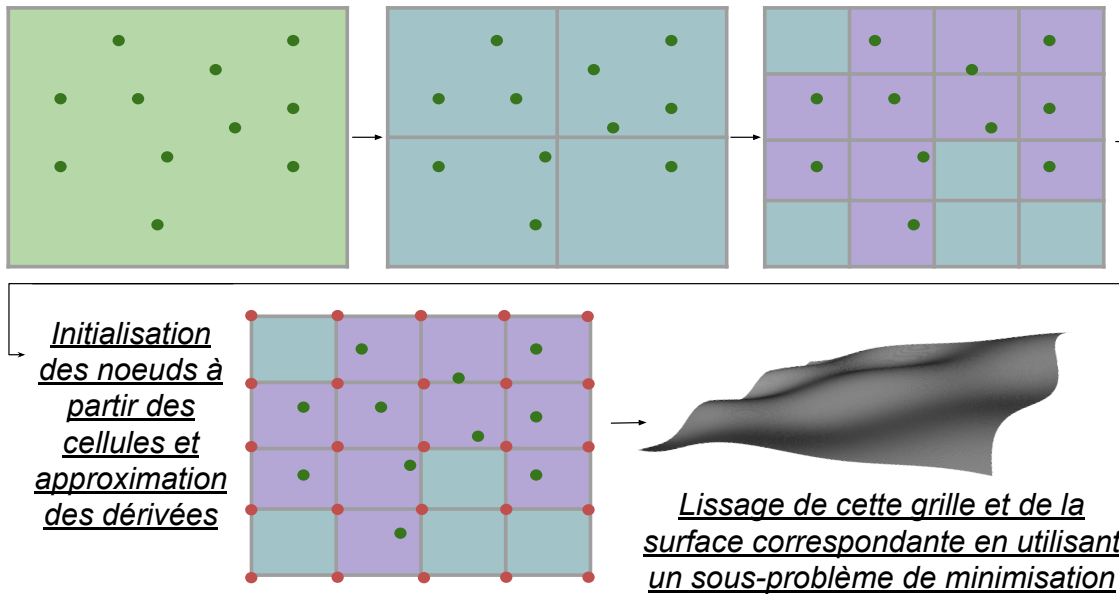 Initialisation
des noeuds à
partir des
cellules et
approximation
des dérivées
Lissage de cette grille et de la
surface correspondante en utilisant
un sous-problème de minimisation